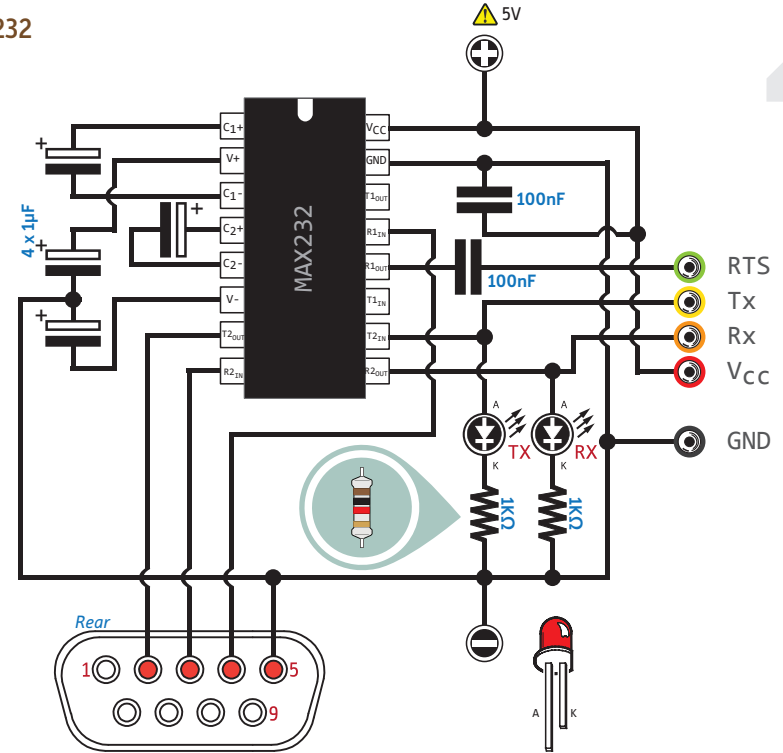 232
5V
MAX232
C1+
V+
C1-
C2+
C2-
V-
T2OUT
R2IN
VCC
GND
T1OUT
R1IN
R1OUT
T1IN
T2IN
R2OUT
+
+
+
+
4 x 1µF
100nF
100nF
RTS
Tx
Rx
VCC
GND
A
TX
K
A
RX
K
1KΩ
1KΩ
Rear
1
5
9
A
K